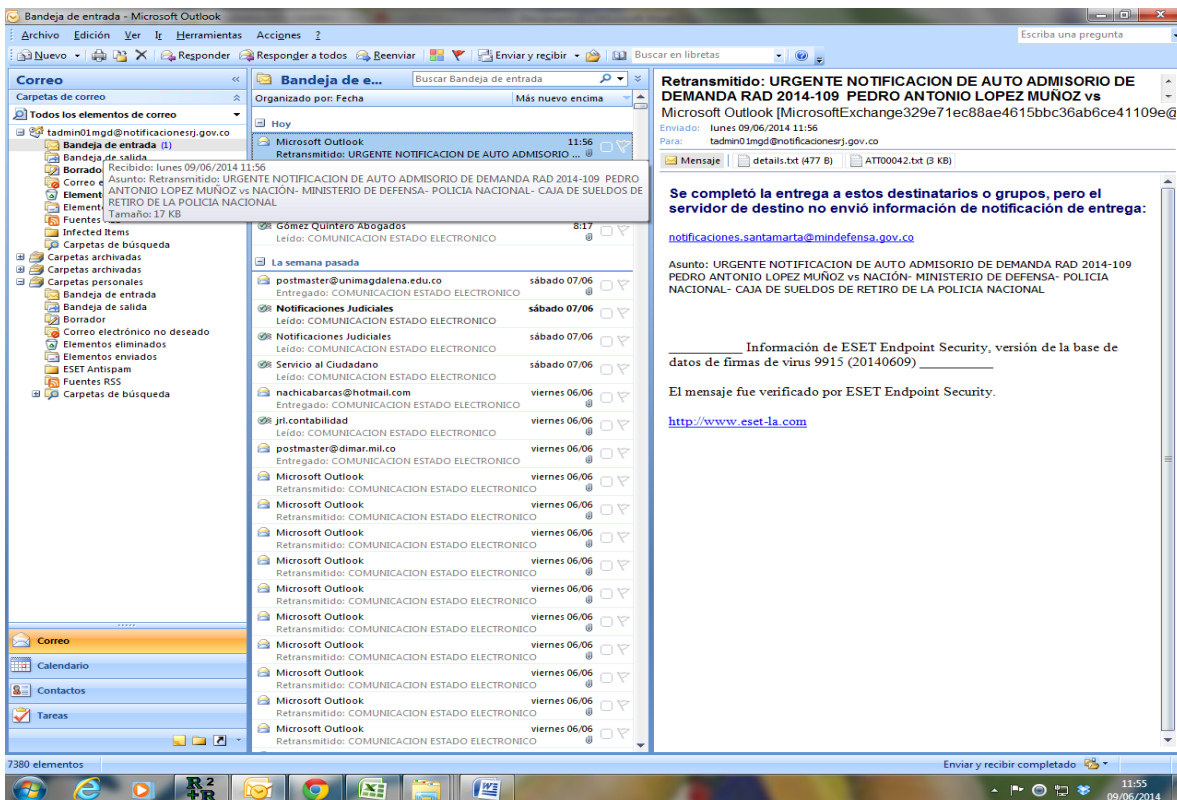 Bandeja de entrada - Microsoft Outlook
Archivo Edición Ver Ir Herramientas Acciones ?
Escriba una pregunta
Nuevo Responder Responder a todos Reenviar Enviar y recibir Buscar en libretas
Correo
Carpetas de correo
Todos los elementos de correo
tadmin01mgd@notificacionesrj.gov.co
Bandeja de entrada (1)
Bandeja de salida
Borrado
Correo e
Element
Element
Fuentes
Infected Items
Carpetas de búsqueda
Carpetas archivadas
Carpetas archivadas
Carpetas personales
Bandeja de entrada
Bandeja de salida
Borrador
Correo electrónico no deseado
Elementos eliminados
Elementos enviados
ESET Antispam
Fuentes RSS
Carpetas de búsqueda
Correo
Calendario
Contactos
Tareas
Recibido: lunes 09/06/2014 11:56
Asunto: Retransmitido: URGENTE NOTIFICACION DE AUTO ADMISORIO DE DEMANDA RAD 2014-109 PEDRO
ANTONIO LOPEZ MUÑOZ vs NACIÓN- MINISTERIO DE DEFENSA- POLICIA NACIONAL- CAJA DE SUELDOS DE
RETIRO DE LA POLICIA NACIONAL
Tamaño: 17 KB
Bandeja de e...
Buscar Bandeja de entrada
Organizado por: Fecha Más nuevo encima
Hoy
Microsoft Outlook 11:56
Retransmitido: URGENTE NOTIFICACION DE AUTO ADMISORIO ...
Gómez Quintero Abogados 8:17
Leído: COMUNICACION ESTADO ELECTRONICO
La semana pasada
postmaster@unimagdalena.edu.co sábado 07/06
Entregado: COMUNICACION ESTADO ELECTRONICO
Notificaciones Judiciales sábado 07/06
Leído: COMUNICACION ESTADO ELECTRONICO
Notificaciones Judiciales sábado 07/06
Leído: COMUNICACION ESTADO ELECTRONICO
Servicio al Ciudadano sábado 07/06
Leído: COMUNICACION ESTADO ELECTRONICO
nachicabarcas@hotmail.com viernes 06/06
Entregado: COMUNICACION ESTADO ELECTRONICO
jrl.contabilidad viernes 06/06
Leído: COMUNICACION ESTADO ELECTRONICO
postmaster@dimar.mil.co viernes 06/06
Entregado: COMUNICACION ESTADO ELECTRONICO
Microsoft Outlook viernes 06/06
Retransmitido: COMUNICACION ESTADO ELECTRONICO
Microsoft Outlook viernes 06/06
Retransmitido: COMUNICACION ESTADO ELECTRONICO
Microsoft Outlook viernes 06/06
Retransmitido: COMUNICACION ESTADO ELECTRONICO
Microsoft Outlook viernes 06/06
Retransmitido: COMUNICACION ESTADO ELECTRONICO
Microsoft Outlook viernes 06/06
Retransmitido: COMUNICACION ESTADO ELECTRONICO
Microsoft Outlook viernes 06/06
Retransmitido: COMUNICACION ESTADO ELECTRONICO
Microsoft Outlook viernes 06/06
Retransmitido: COMUNICACION ESTADO ELECTRONICO
Microsoft Outlook viernes 06/06
Retransmitido: COMUNICACION ESTADO ELECTRONICO
Microsoft Outlook viernes 06/06
Retransmitido: COMUNICACION ESTADO ELECTRONICO
Microsoft Outlook viernes 06/06
Retransmitido: COMUNICACION ESTADO ELECTRONICO
Retransmitido: URGENTE NOTIFICACION DE AUTO ADMISORIO DE
DEMANDA RAD 2014-109 PEDRO ANTONIO LOPEZ MUÑOZ vs
Microsoft Outlook [MicrosoftExchange329e71ec88ae4615bbc36ab6ce41109e@
Enviado: lunes 09/06/2014 11:56
Para: tadmin01mgd@notificacionesrj.gov.co
Mensaje details.txt (477 B) ATT00042.txt (3 KB)
Se completó la entrega a estos destinatarios o grupos, pero el
servidor de destino no envió información de notificación de entrega:
notificaciones.santamarta@mindefensa.gov.co
Asunto: URGENTE NOTIFICACION DE AUTO ADMISORIO DE DEMANDA RAD 2014-109
PEDRO ANTONIO LOPEZ MUÑOZ vs NACIÓN- MINISTERIO DE DEFENSA- POLICIA
NACIONAL- CAJA DE SUELDOS DE RETIRO DE LA POLICIA NACIONAL
__________ Información de ESET Endpoint Security, versión de la base de
datos de firmas de virus 9915 (20140609) __________
El mensaje fue verificado por ESET Endpoint Security.
http://www.eset-la.com
7380 elementos
Enviar y recibir completado
R2
+R
11:55
09/06/2014